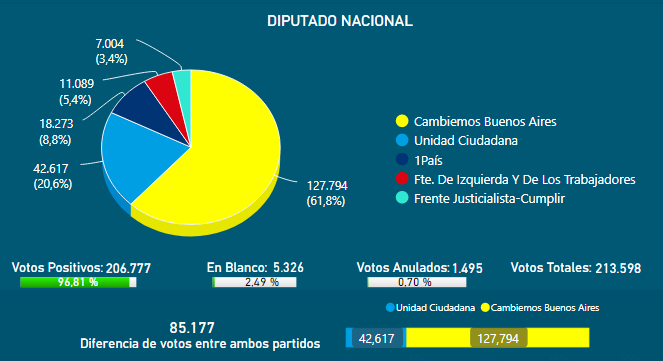 DIPUTADO NACIONAL
7.004
(3,4%)
11.089
(5,4%)
18.273
(8,8%)
42.617
(20,6%)
127.794
(61,8%)
Cambiemos Buenos Aires
Unidad Ciudadana
1País
Fte. De Izquierda Y De Los Trabajadores
Frente Justicialista-Cumplir
Votos Positivos: 206.777
96,81 %
En Blanco: 5.326
2,49 %
Votos Anulados: 1.495
0,70 %
Votos Totales: 213.598
85.177
Diferencia de votos entre ambos partidos
Unidad Ciudadana Cambiemos Buenos Aires
42,617 127,794